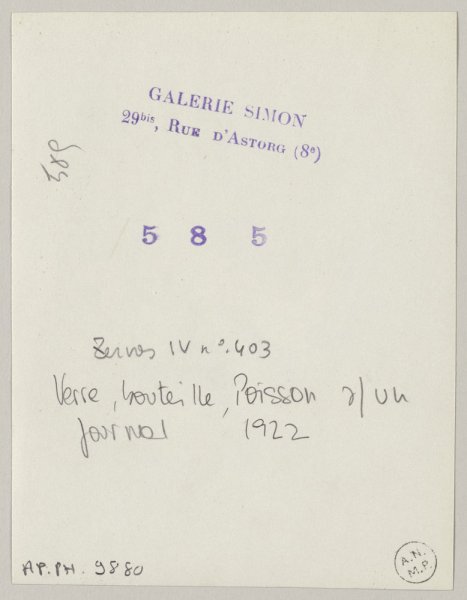 GALERIE SIMON
29bis, RUE D'ASTORG (8e)
585
5 8 5
Zervos IV n°.403
Verre, bouteille, Poisson s/ un
journal 1922
AP.PH. 9880
A.N.
M.P.